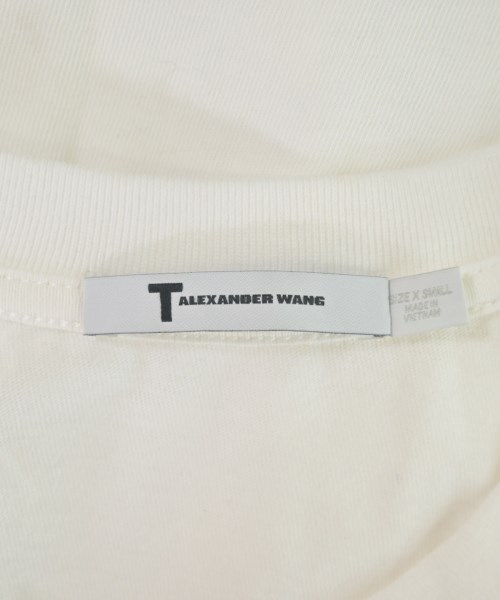 T ALEXANDER WANG
SIZE X SMALL
MADE IN
VIETNAM